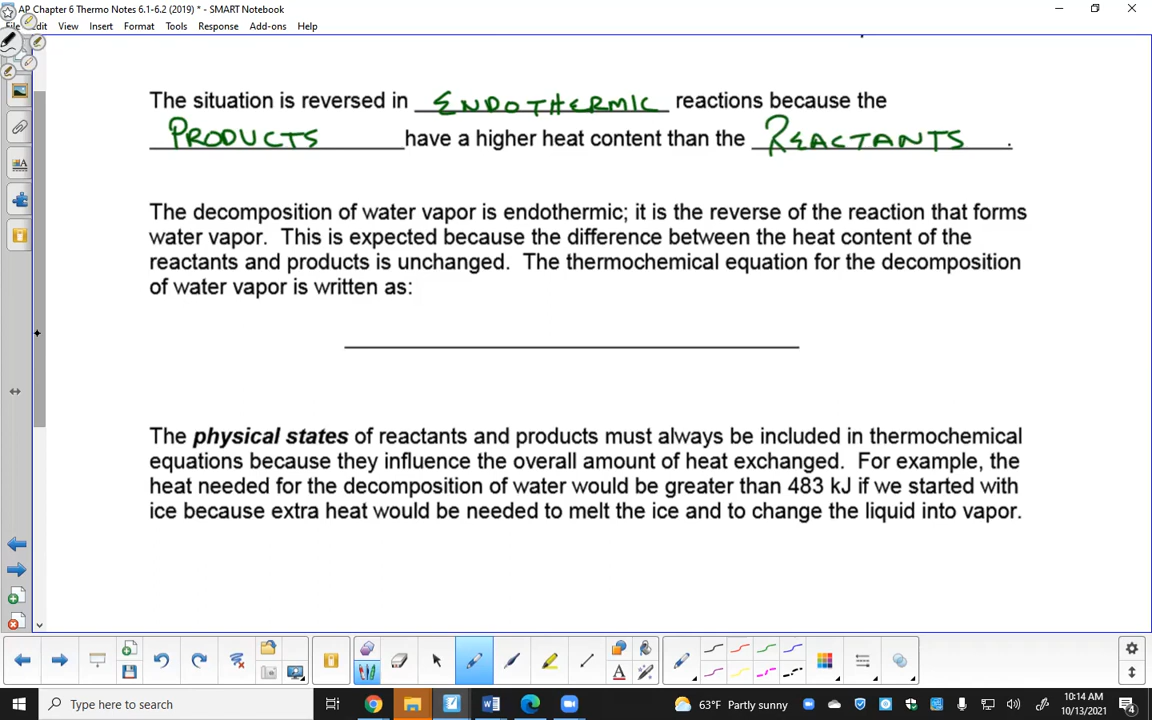 AP Chapter 6 Thermo Notes 6.1-6.2 (2019) * - SMART Notebook
File Edit View Insert Format Tools Response Add-ons Help
The situation is reversed in ENDOTHERMIC reactions because the
PRODUCTS have a higher heat content than the REACTANTS .
The decomposition of water vapor is endothermic; it is the reverse of the reaction that forms
water vapor. This is expected because the difference between the heat content of the
reactants and products is unchanged. The thermochemical equation for the decomposition
of water vapor is written as:
The physical states of reactants and products must always be included in thermochemical
equations because they influence the overall amount of heat exchanged. For example, the
heat needed for the decomposition of water would be greater than 483 kJ if we started with
ice because extra heat would be needed to melt the ice and to change the liquid into vapor.
Type here to search
63°F Partly sunny
10:14 AM
10/13/2021
4